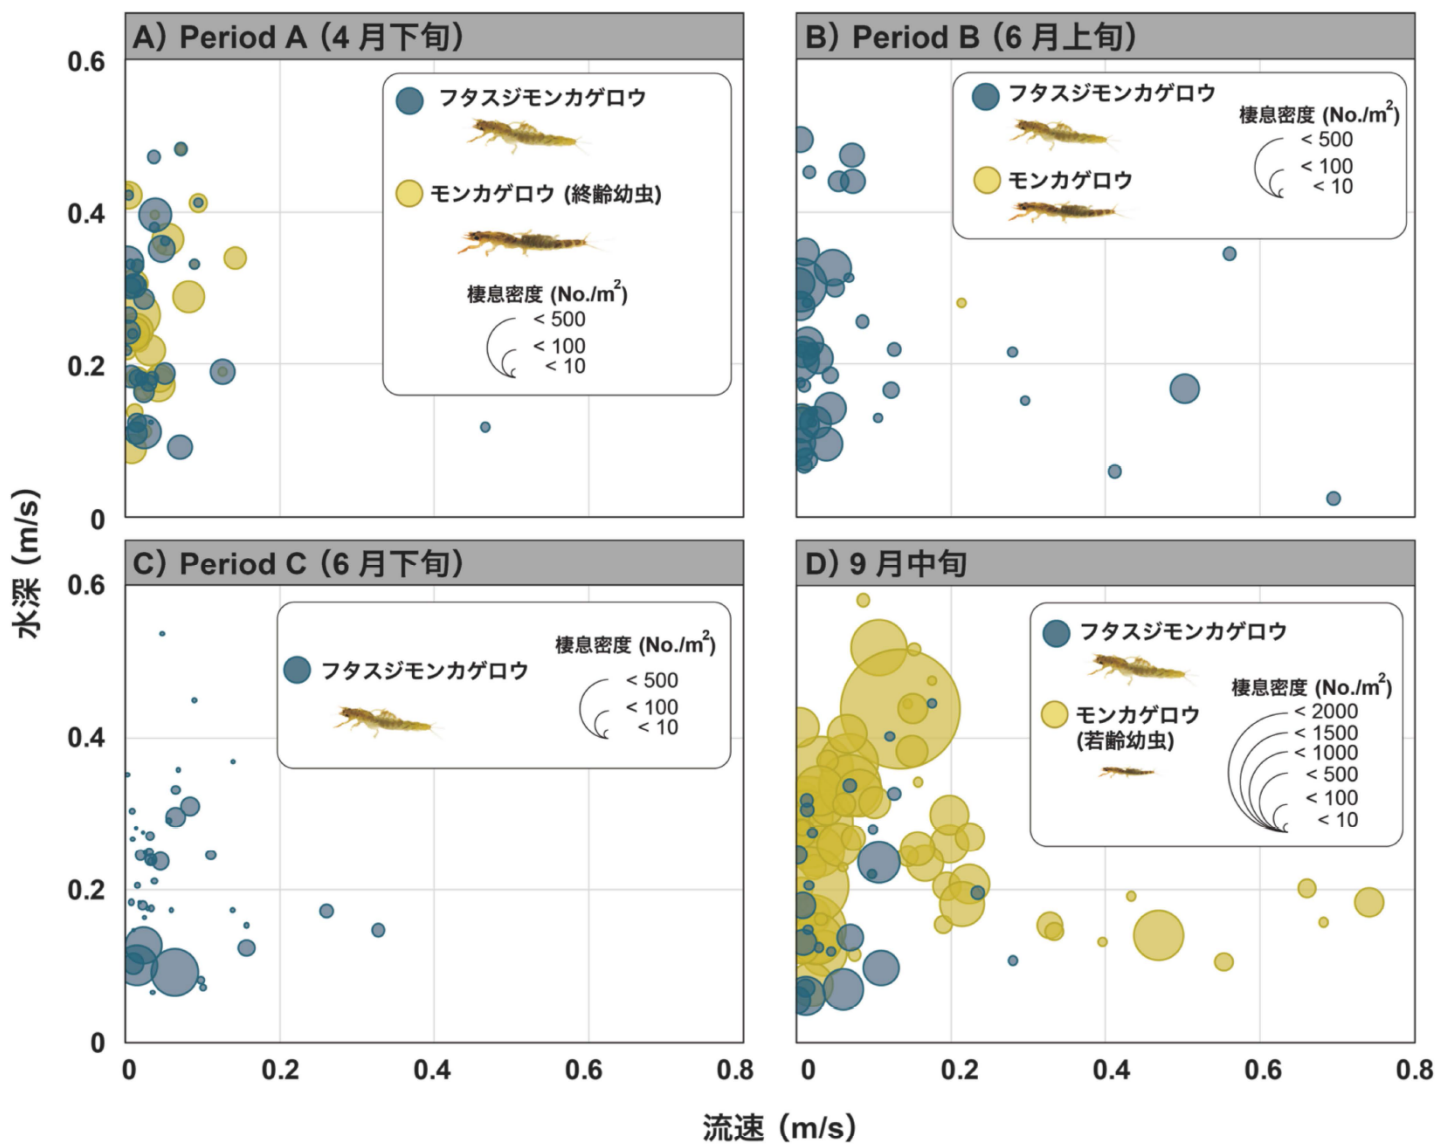 A) Period A (4 月下旬)
0.6
0.4
0.2
0
フタスジモンカゲロウ
モンカゲロウ (終齢幼虫)
棲息密度 (No./m²)
< 500
< 100
< 10
B) Period B (6 月上旬)
フタスジモンカゲロウ
モンカゲロウ
棲息密度 (No./m²)
< 500
< 100
< 10
水深 (m/s)
C) Period C (6 月下旬)
0.6
0.4
0.2
0
フタスジモンカゲロウ
棲息密度 (No./m²)
< 500
< 100
< 10
0 0.2 0.4 0.6 0.8
D) 9 月中旬
フタスジモンカゲロウ
モンカゲロウ
(若齢幼虫)
棲息密度 (No./m²)
< 2000
< 1500
< 1000
< 500
< 100
< 10
0 0.2 0.4 0.6 0.8
流速 (m/s)